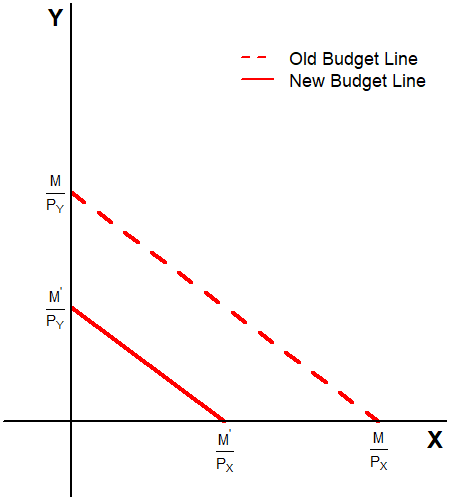 Y
Old Budget Line
New Budget Line
M
P_Y
M'
P_Y
X
M'
P_X
M
P_X